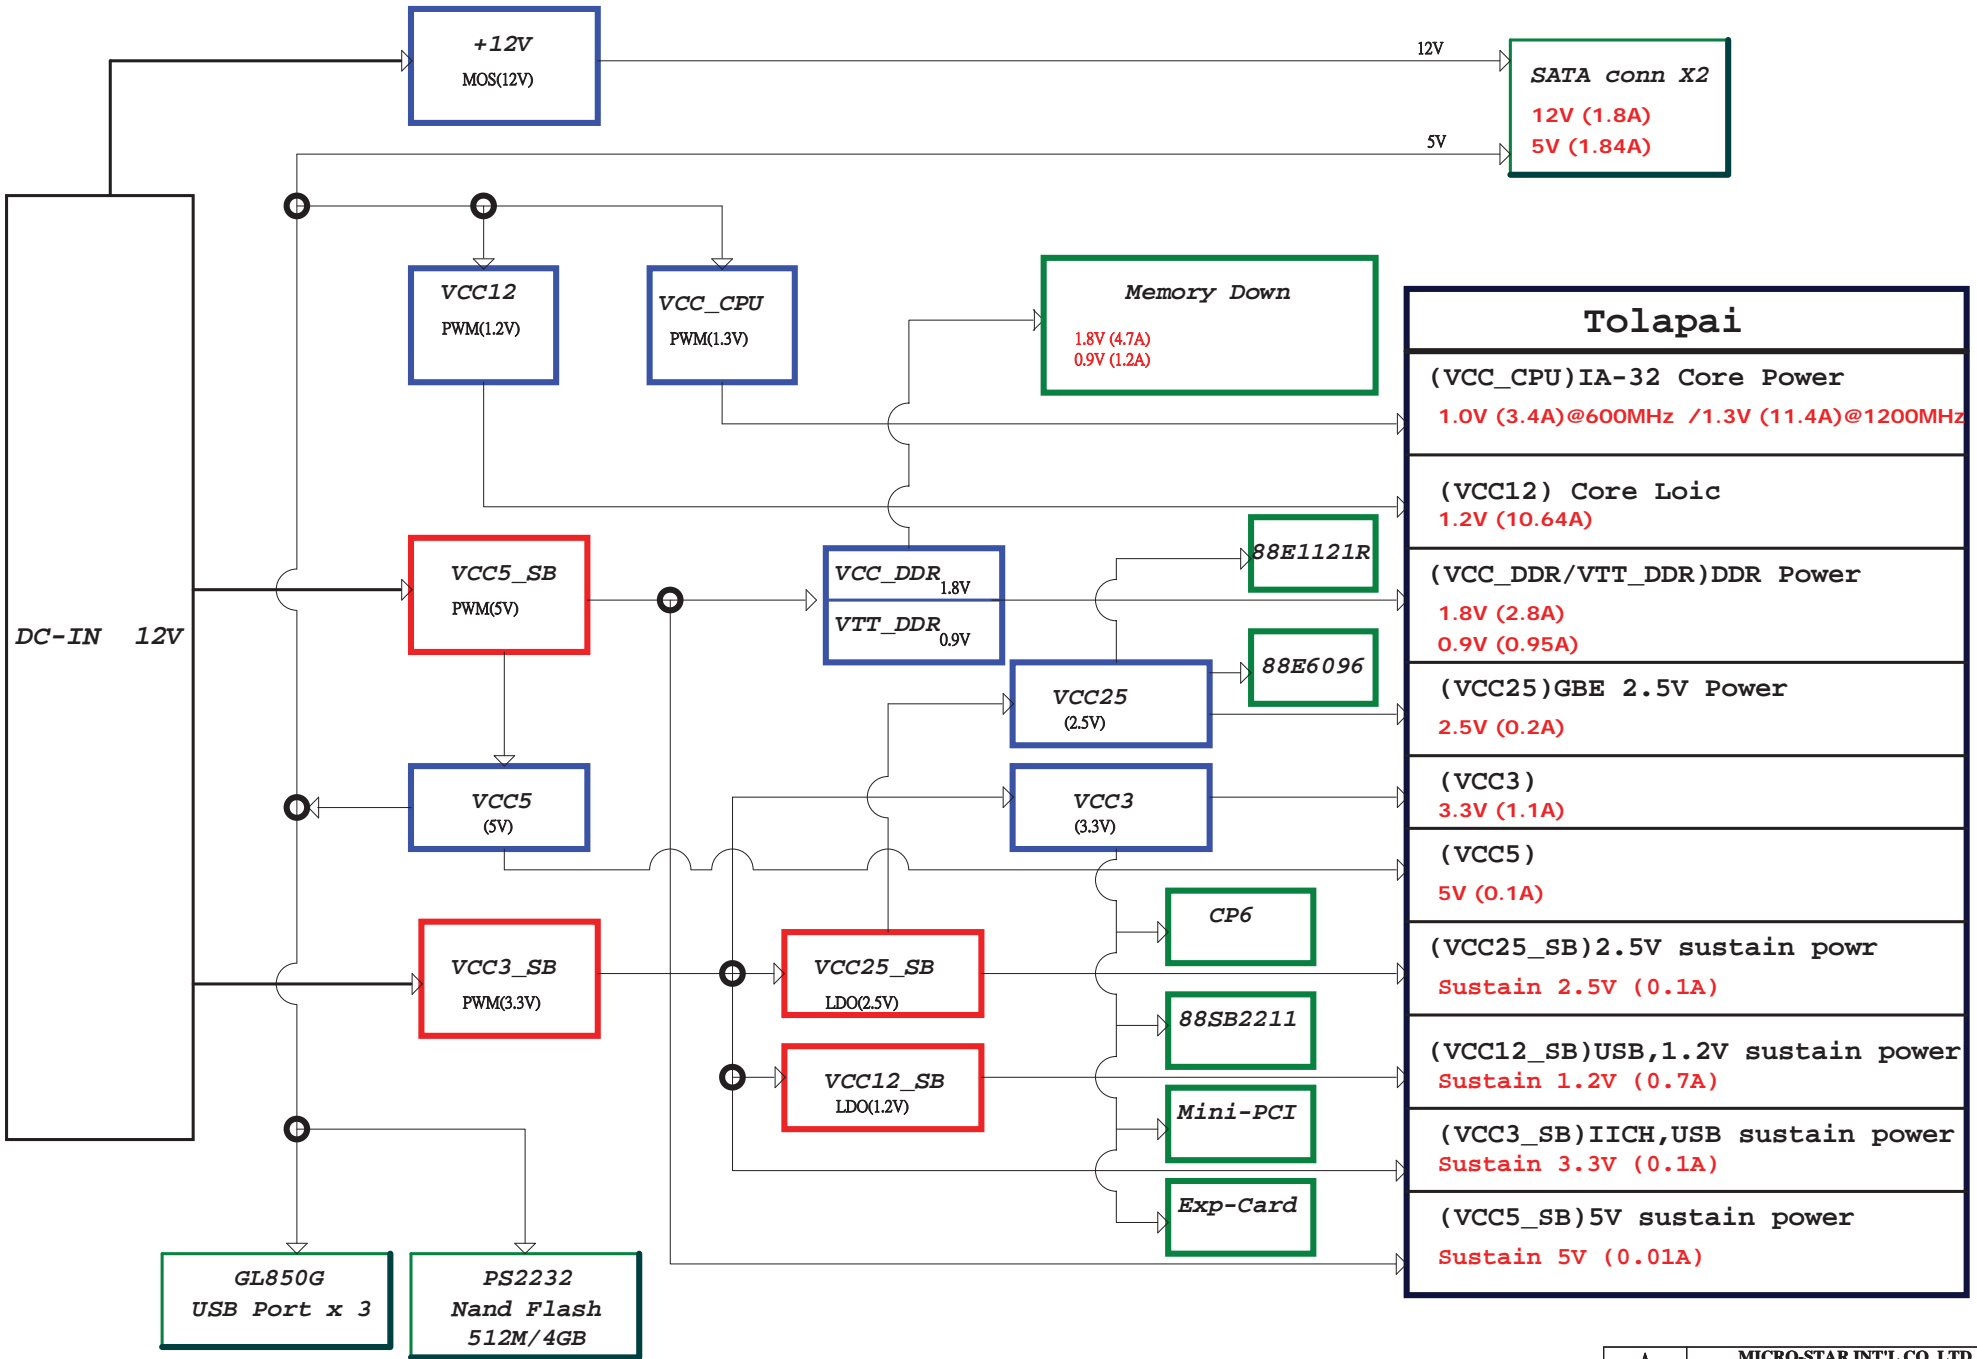 +12V
MOS(12V)
12V
SATA conn X2
12V (1.8A)
5V (1.84A)
5V
VCC12
PWM(1.2V)
VCC_CPU
PWM(1.3V)
Memory Down
1.8V (4.7A)
0.9V (1.2A)
Tolapai
(VCC_CPU)IA-32 Core Power
1.0V (3.4A)@600MHz /1.3V (11.4A)@1200MHz
(VCC12) Core Loic
1.2V (10.64A)
88E1121R
VCC5_SB
PWM(5V)
VCC_DDR
1.8V
VTT_DDR
0.9V
(VCC_DDR/VTT_DDR)DDR Power
1.8V (2.8A)
0.9V (0.95A)
DC-IN 12V
88E6096
VCC25
(2.5V)
(VCC25)GBE 2.5V Power
2.5V (0.2A)
VCC5
(5V)
VCC3
(3.3V)
(VCC3)
3.3V (1.1A)
(VCC5)
5V (0.1A)
CP6
VCC3_SB
PWM(3.3V)
VCC25_SB
LDO(2.5V)
(VCC25_SB)2.5V sustain powr
Sustain 2.5V (0.1A)
88SB2211
VCC12_SB
LDO(1.2V)
(VCC12_SB)USB,1.2V sustain power
Sustain 1.2V (0.7A)
Mini-PCI
(VCC3_SB)IICH,USB sustain power
Sustain 3.3V (0.1A)
Exp-Card
(VCC5_SB)5V sustain power
Sustain 5V (0.01A)
GL850G
USB Port x 3
PS2232
Nand Flash
512M/4GB
MICRO-STAR INT'L CO.,LTD